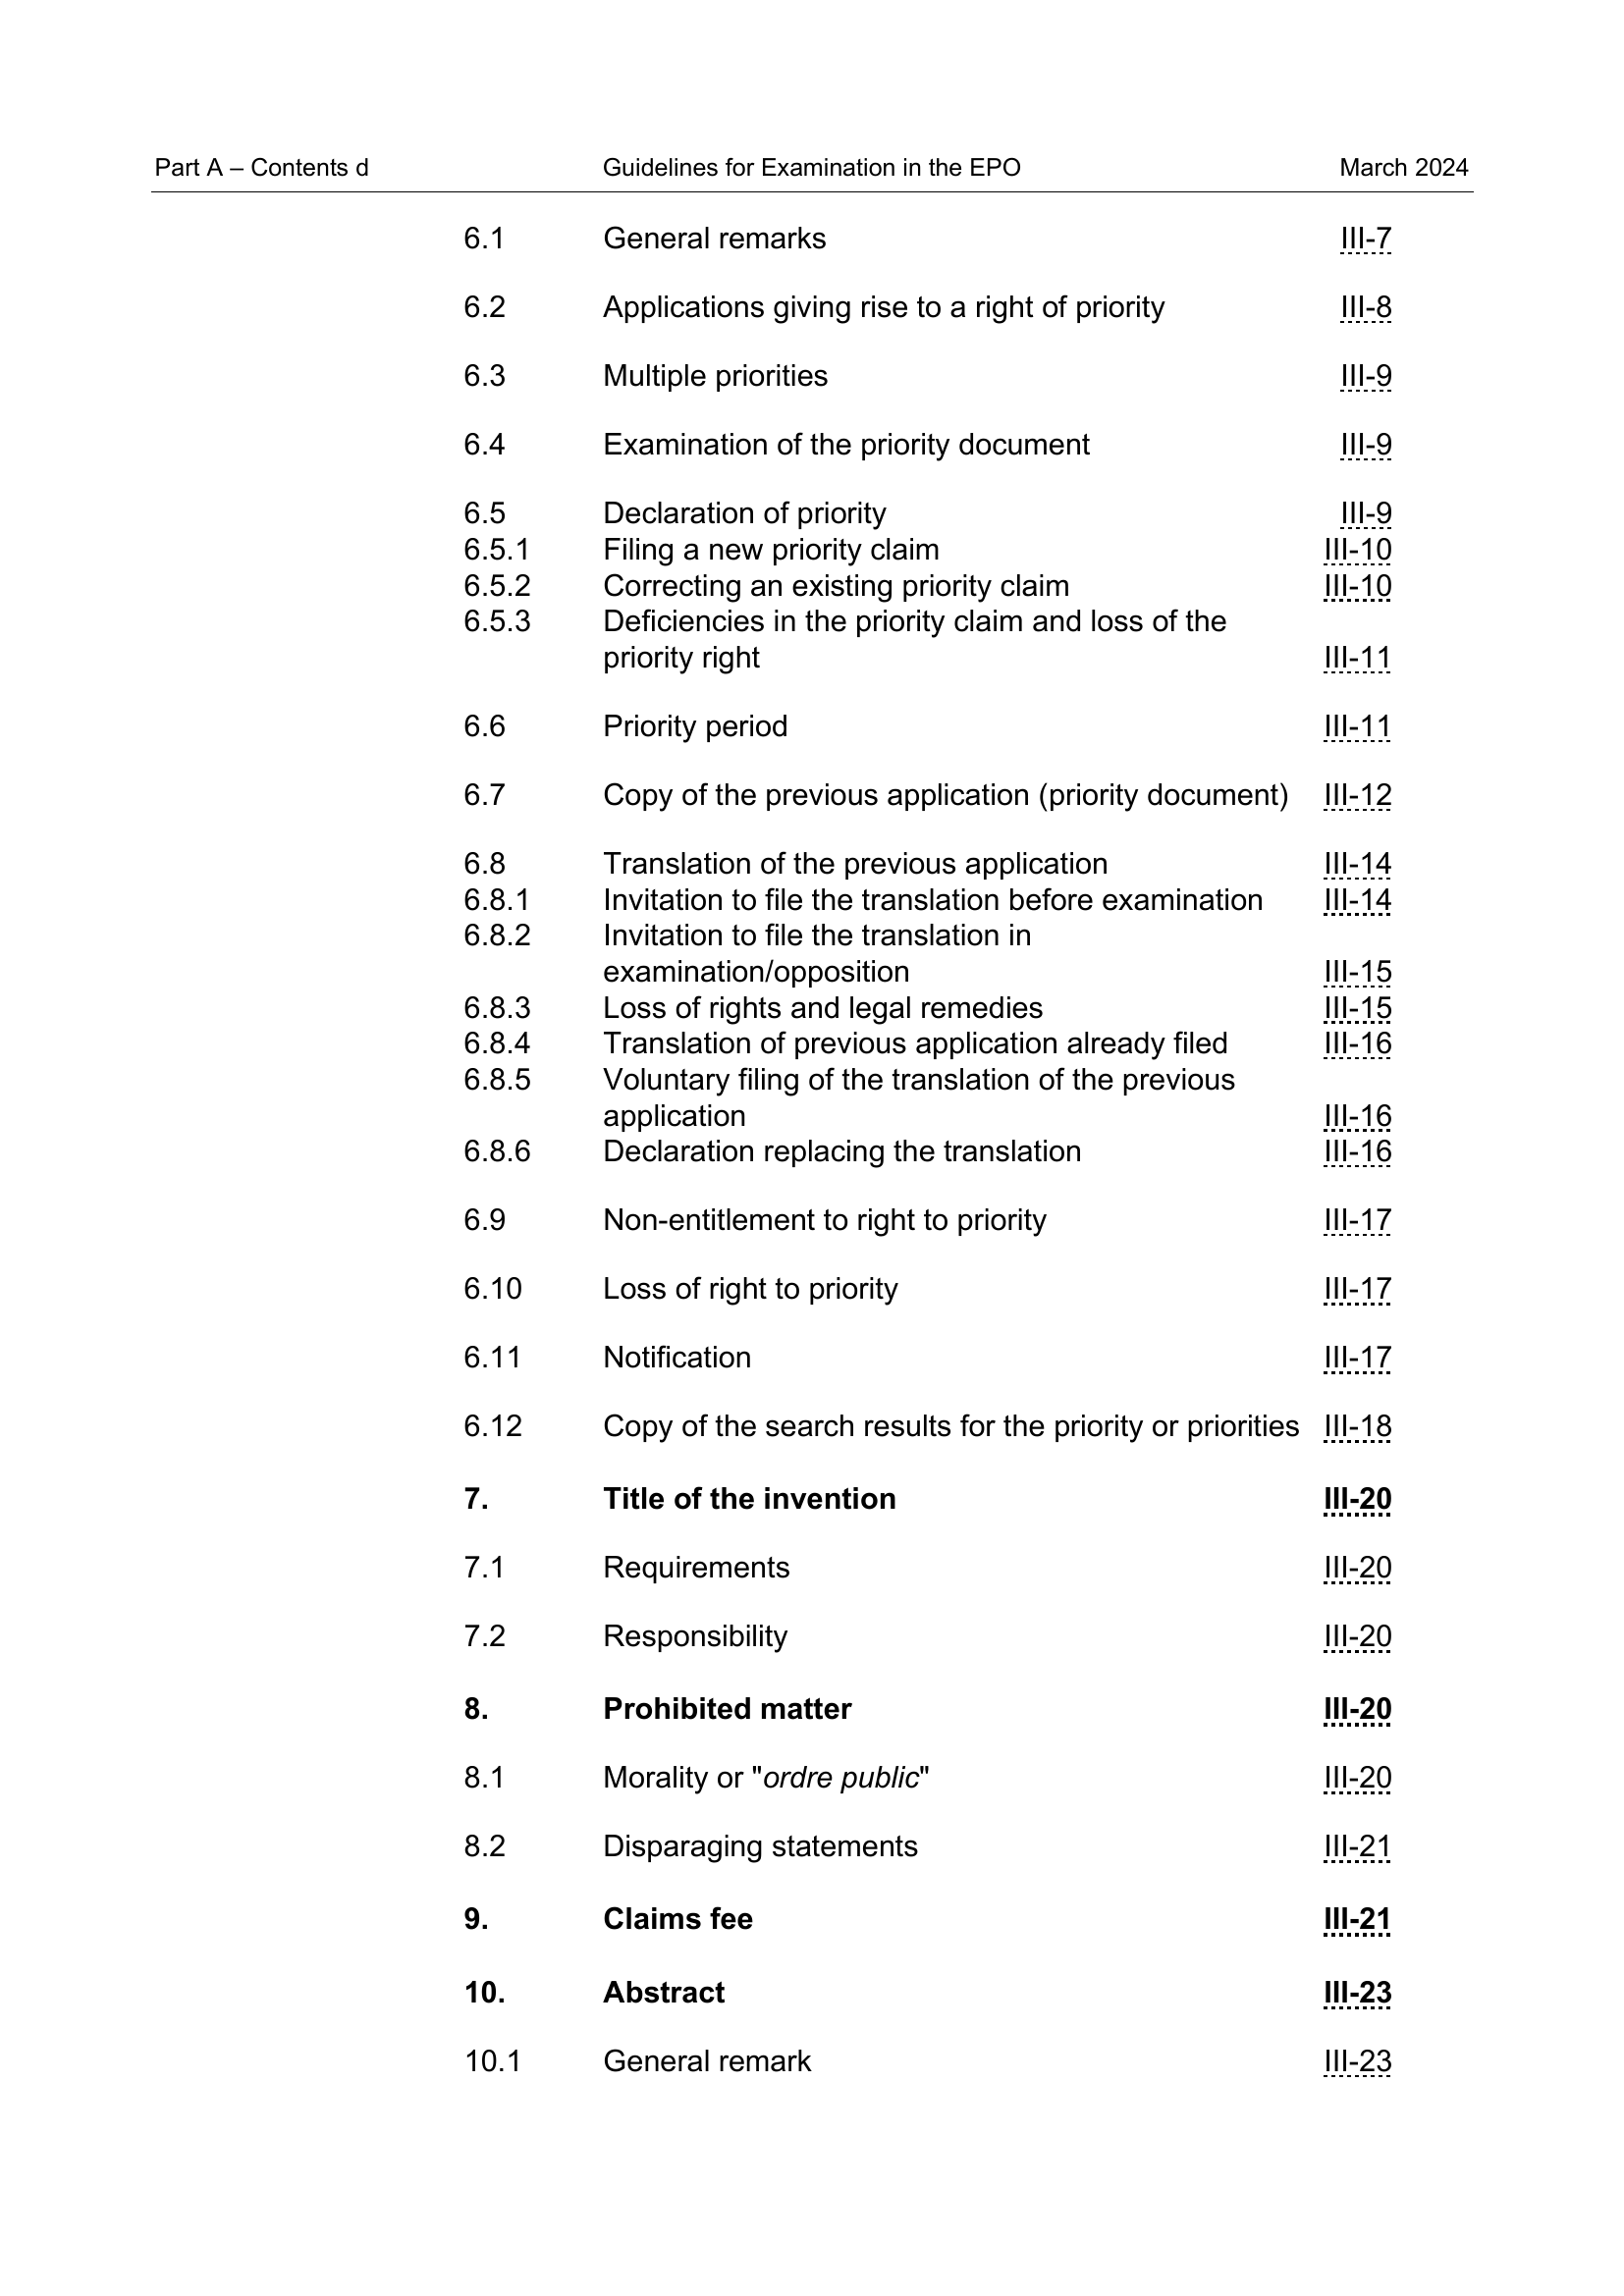 Part A – Contents d Guidelines for Examination in the EPO March 2024
6.1 General remarks III-7
6.2 Applications giving rise to a right of priority III-8
6.3 Multiple priorities III-9
6.4 Examination of the priority document III-9
6.5 Declaration of priority III-9
6.5.1 Filing a new priority claim III-10
6.5.2 Correcting an existing priority claim III-10
6.5.3 Deficiencies in the priority claim and loss of the
priority right III-11
6.6 Priority period III-11
6.7 Copy of the previous application (priority document) III-12
6.8 Translation of the previous application III-14
6.8.1 Invitation to file the translation before examination III-14
6.8.2 Invitation to file the translation in
examination/opposition III-15
6.8.3 Loss of rights and legal remedies III-15
6.8.4 Translation of previous application already filed III-16
6.8.5 Voluntary filing of the translation of the previous
application III-16
6.8.6 Declaration replacing the translation III-16
6.9 Non-entitlement to right to priority III-17
6.10 Loss of right to priority III-17
6.11 Notification III-17
6.12 Copy of the search results for the priority or priorities III-18
7. Title of the invention III-20
7.1 Requirements III-20
7.2 Responsibility III-20
8. Prohibited matter III-20
8.1 Morality or "ordre public" III-20
8.2 Disparaging statements III-21
9. Claims fee III-21
10. Abstract III-23
10.1 General remark III-23